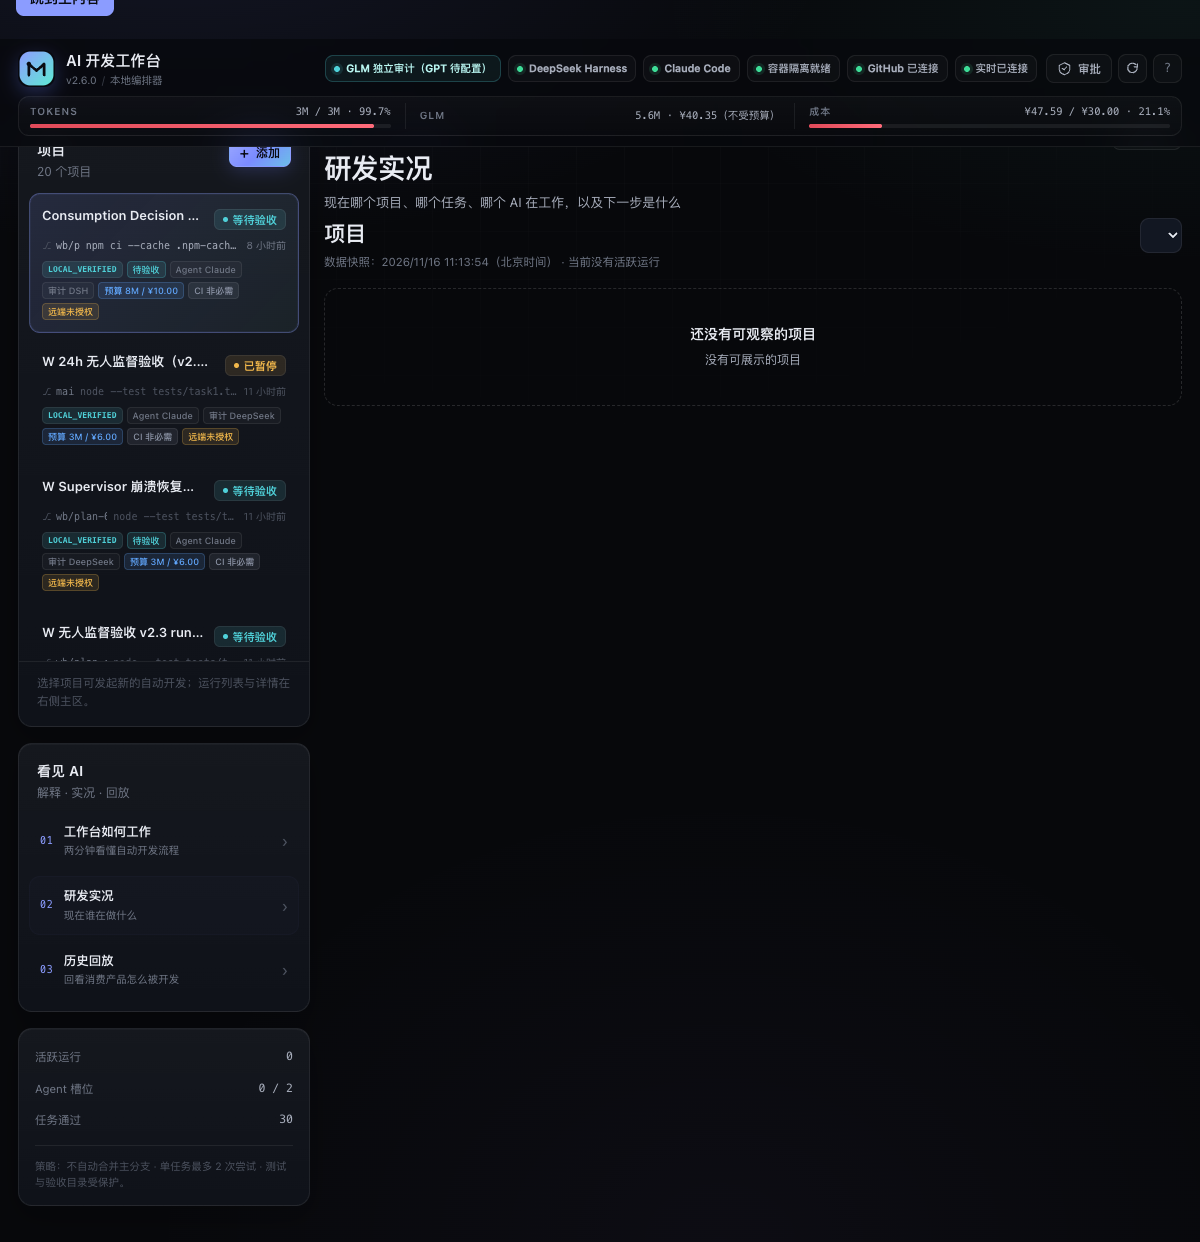 跳到主内容
AI 开发工作台
v2.6.0 / 本地编排器
GLM 独立审计（GPT 待配置）
DeepSeek Harness
Claude Code
容器隔离就绪
GitHub 已连接
实时已连接
审批
?
TOKENS
3M / 3M · 99.7%
GLM
5.6M · ¥40.35（不受预算）
成本
¥47.59 / ¥30.00 · 21.1%
项目
20 个项目
+ 添加
Consumption Decision ...
等待验收
wb/p npm ci --cache .npm-cach…
8 小时前
LOCAL_VERIFIED
待验收
Agent Claude
审计 DSH
预算 8M / ¥10.00
CI 非必需
远端未授权
W 24h 无人监督验收（v2....
已暂停
mai node --test tests/task1.t…
11 小时前
LOCAL_VERIFIED
Agent Claude
审计 DeepSeek
预算 3M / ¥6.00
CI 非必需
远端未授权
W Supervisor 崩溃恢复...
等待验收
wb/plan-
node --test tests/t…
11 小时前
LOCAL_VERIFIED
待验收
Agent Claude
审计 DeepSeek
预算 3M / ¥6.00
CI 非必需
远端未授权
W 无人监督验收 v2.3 run...
等待验收
选择项目可发起新的自动开发；运行列表与详情在
右侧主区。
看见 AI
解释 · 实况 · 回放
01
工作台如何工作
两分钟看懂自动开发流程
02
研发实况
现在谁在做什么
03
历史回放
回看消费产品怎么被开发
活跃运行
0
Agent 槽位
0 / 2
任务通过
30
策略：不自动合并主分支 · 单任务最多 2 次尝试 · 测试
与验收目录受保护。
研发实况
现在哪个项目、哪个任务、哪个 AI 在工作，以及下一步是什么
项目
数据快照：2026/11/16 11:13:54（北京时间） · 当前没有活跃运行
还没有可观察的项目
没有可展示的项目